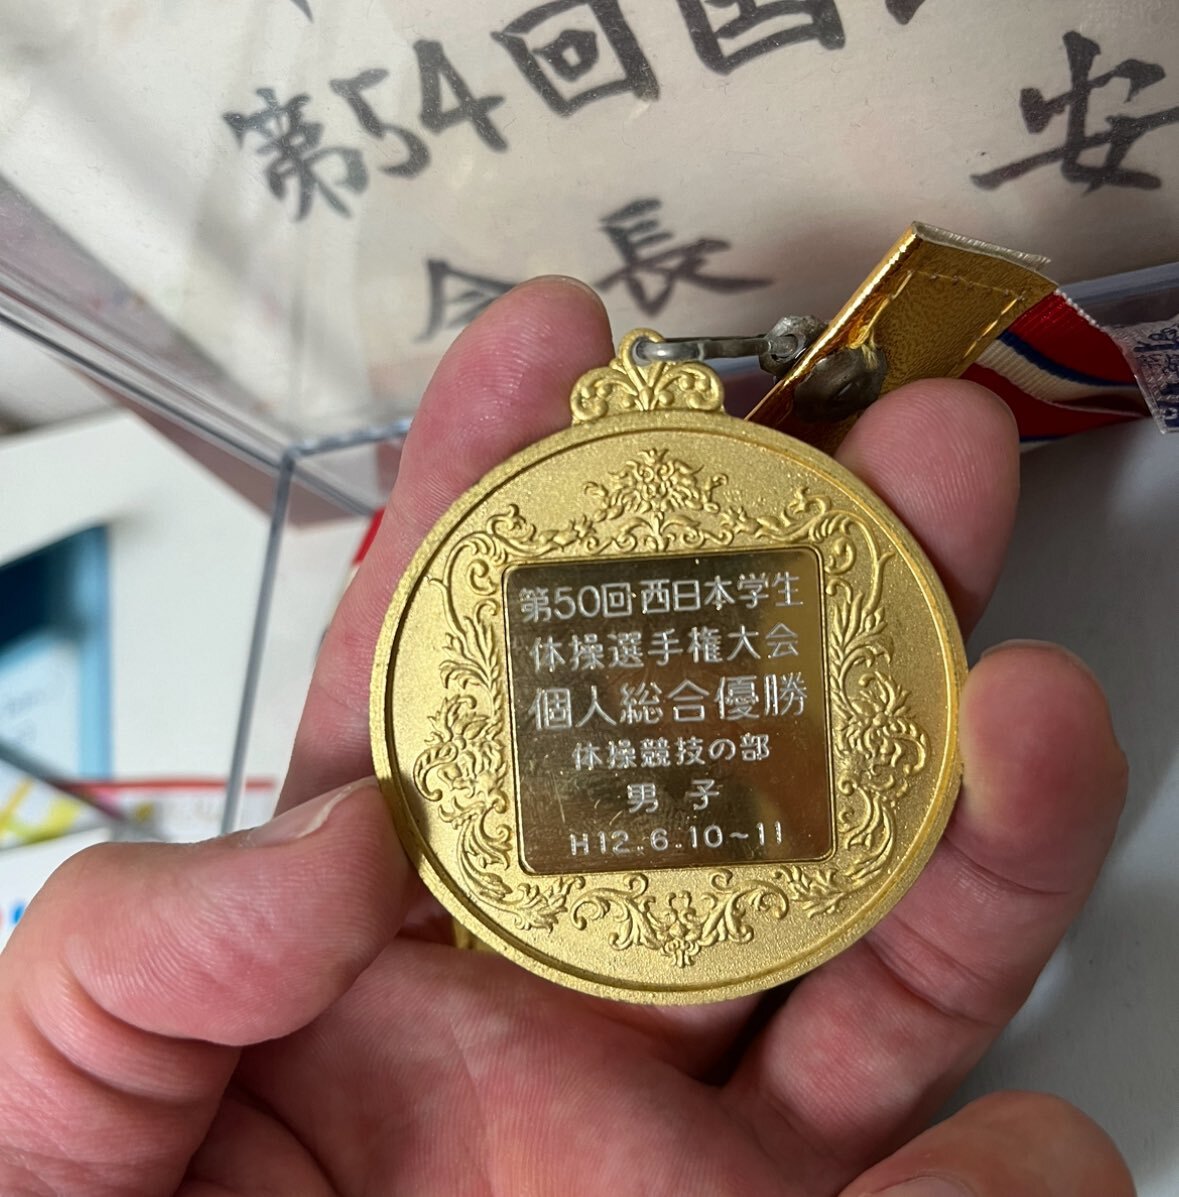 第54回西
会長 安
第50回西日本学生
体操選手権大会
個人総合優勝
体操競技の部
男子
H12.6.10~11